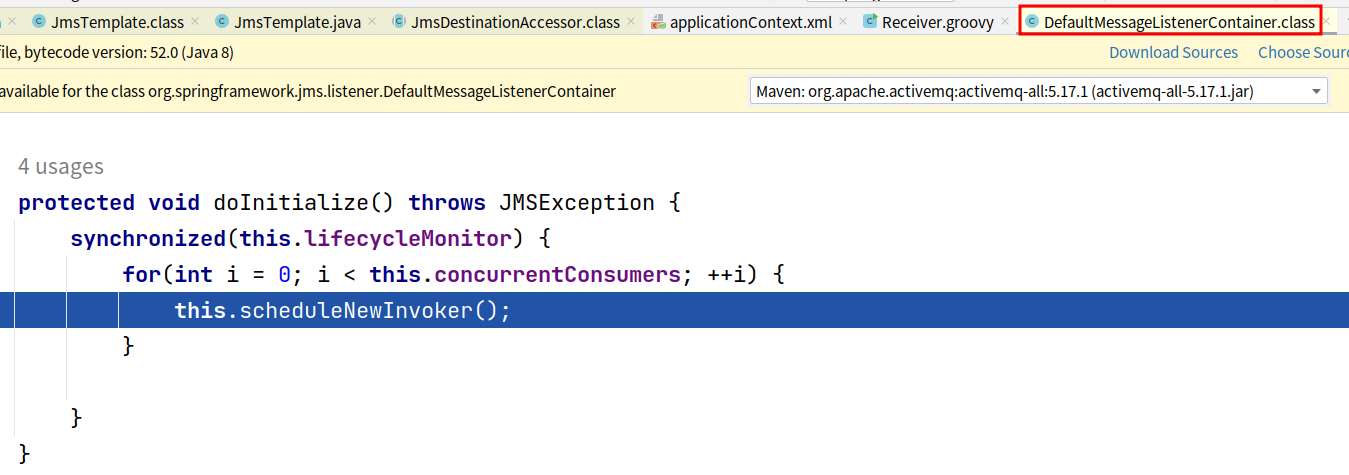 JmsTemplate.class JmsTemplate.java JmsDestinationAccessor.class applicationContext.xml Receiver.groovy DefaultMessageListenerContainer.class
file, bytecode version: 52.0 (Java 8) Download Sources Choose Sour
available for the class org.springframework.jms.listener.DefaultMessageListenerContainer Maven: org.apache.activemq:activemq-all:5.17.1 (activemq-all-5.17.1.jar)
4 usages
protected void doInitialize() throws JMSException {
synchronized(this.lifecycleMonitor) {
for(int i = 0; i < this.concurrentConsumers; ++i) {
this.scheduleNewInvoker();
}
}
}